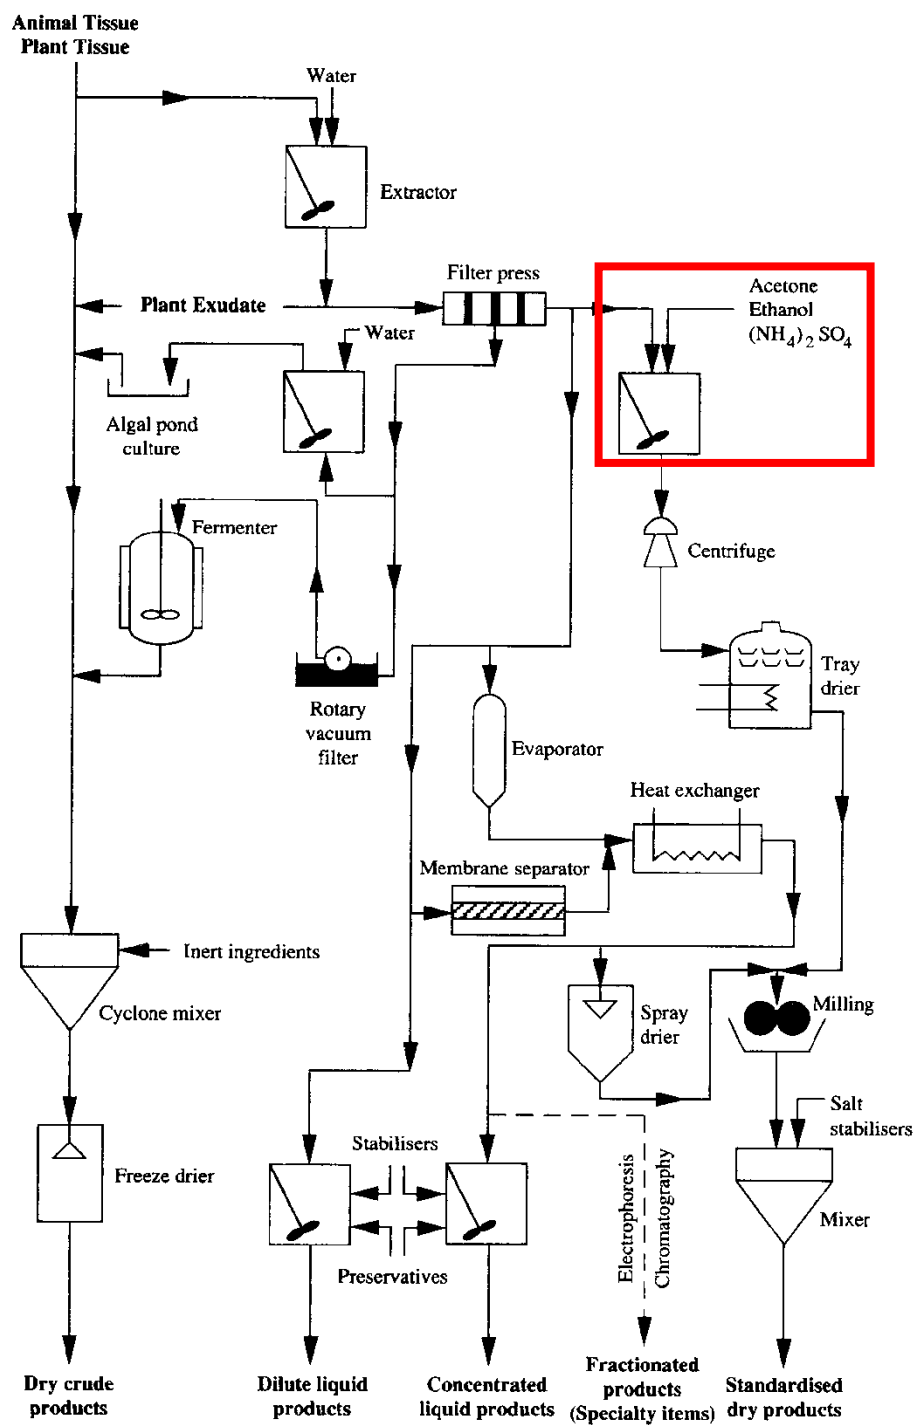 Animal Tissue
Plant Tissue
Water
Extractor
Filter press
Plant Exudate
Acetone
Ethanol
(NH4)2 SO4
Water
Algal pond
culture
Fermenter
Centrifuge
Rotary
vacuum
filter
Tray
drier
Evaporator
Heat exchanger
Membrane separator
Inert ingredients
Cyclone mixer
Spray
drier
Milling
Salt
stabilisers
Stabilisers
Freeze drier
Electrophoresis
Chromatography
Mixer
Preservatives
Dry crude
products
Dilute liquid
products
Concentrated
liquid products
Fractionated
products
(Specialty items)
Standardised
dry products